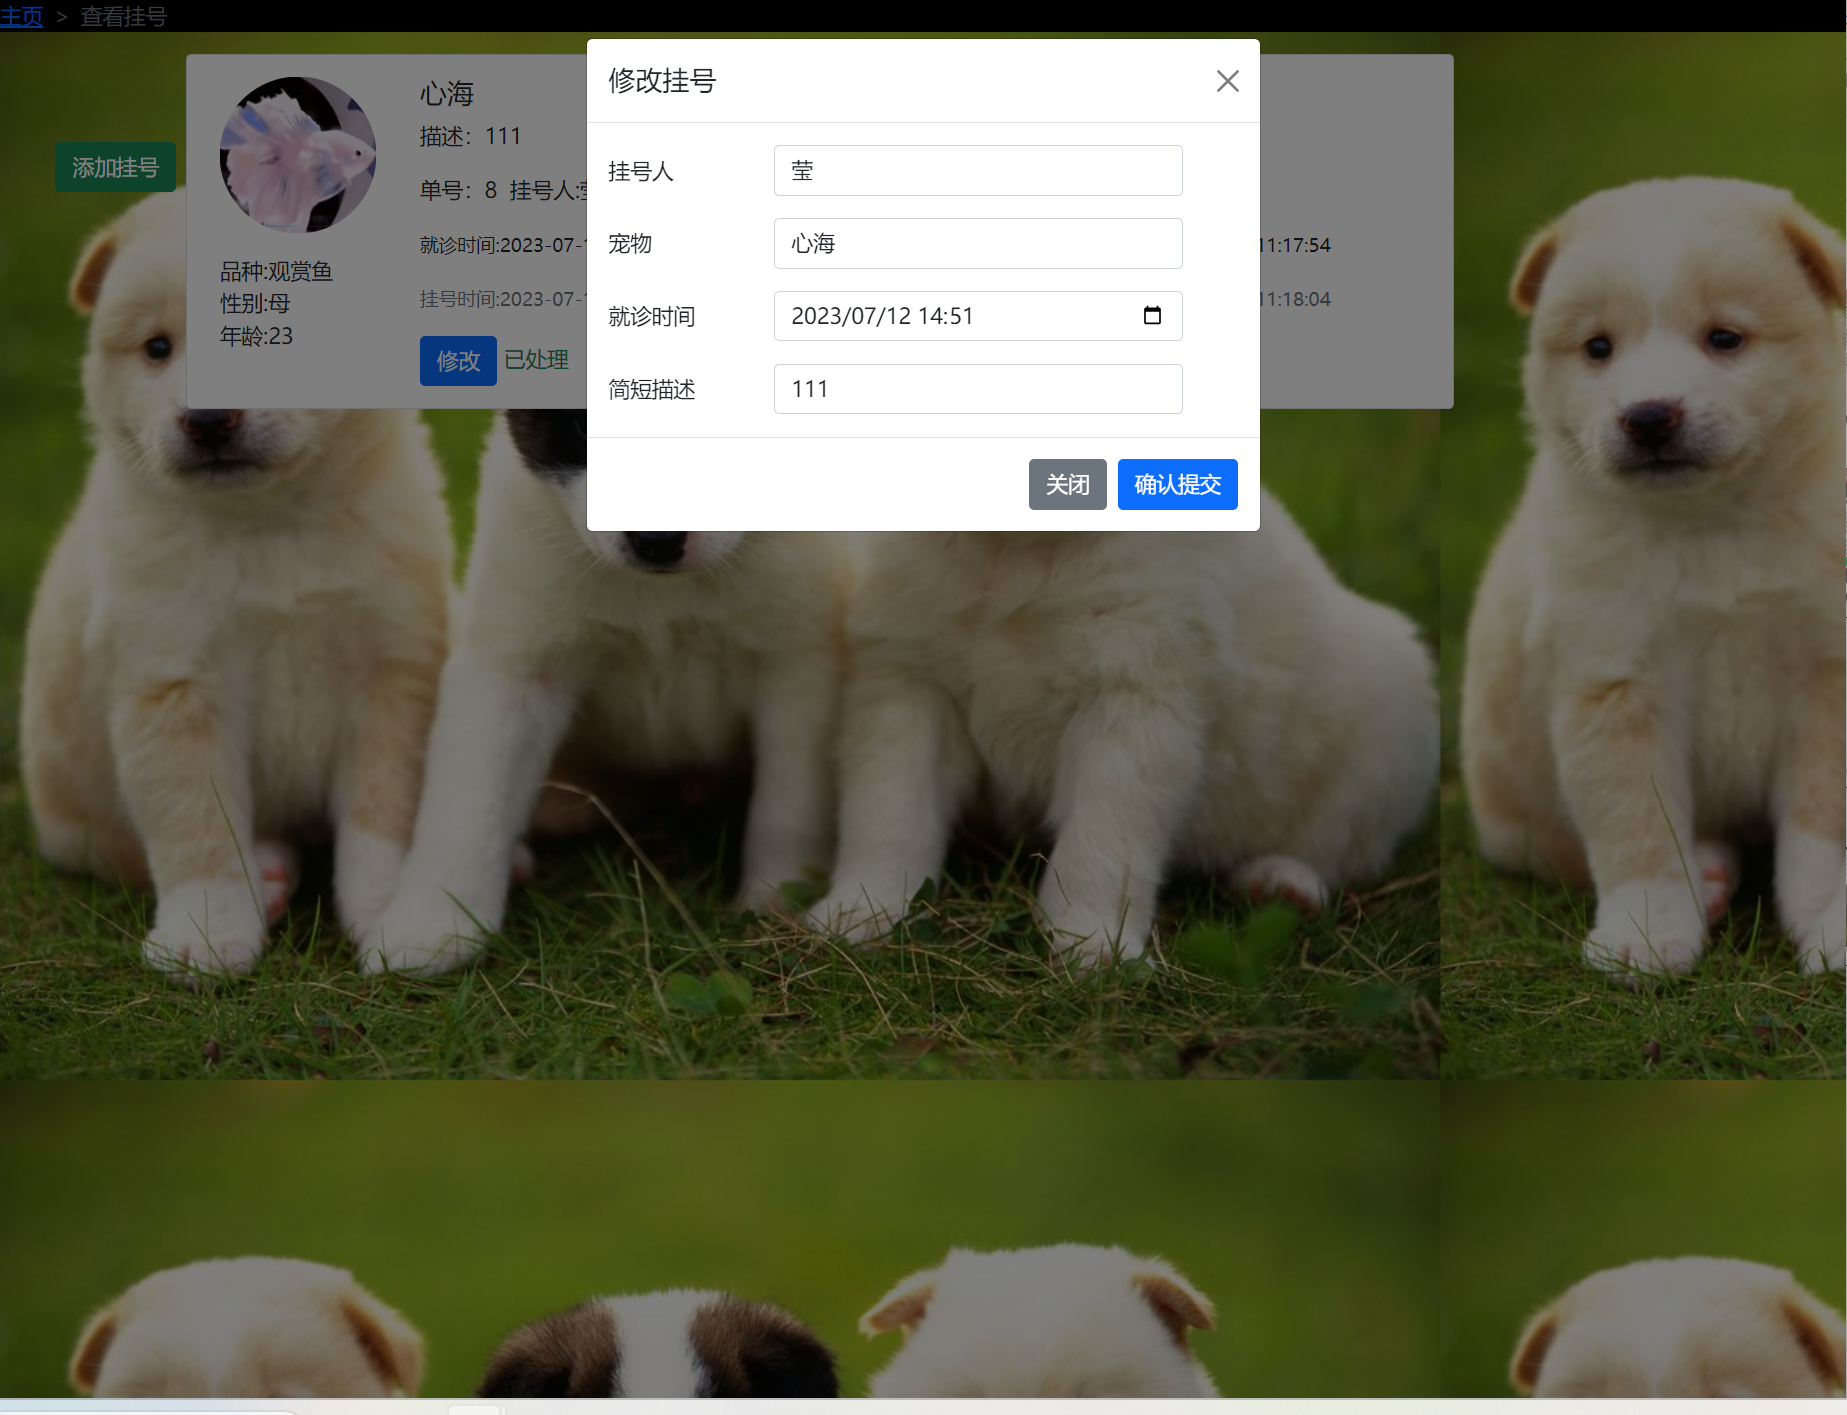 主页 > 查看挂号
添加挂号
心海
描述：111
单号：8 挂号人:
就诊时间:2023-07-
11:17:54
挂号时间:2023-07-
11:18:04
品种:观赏鱼
性别:母
年龄:23
修改 已处理
修改挂号
挂号人 莹
宠物 心海
就诊时间 2023/07/12 14:51
简短描述 111
关闭 确认提交